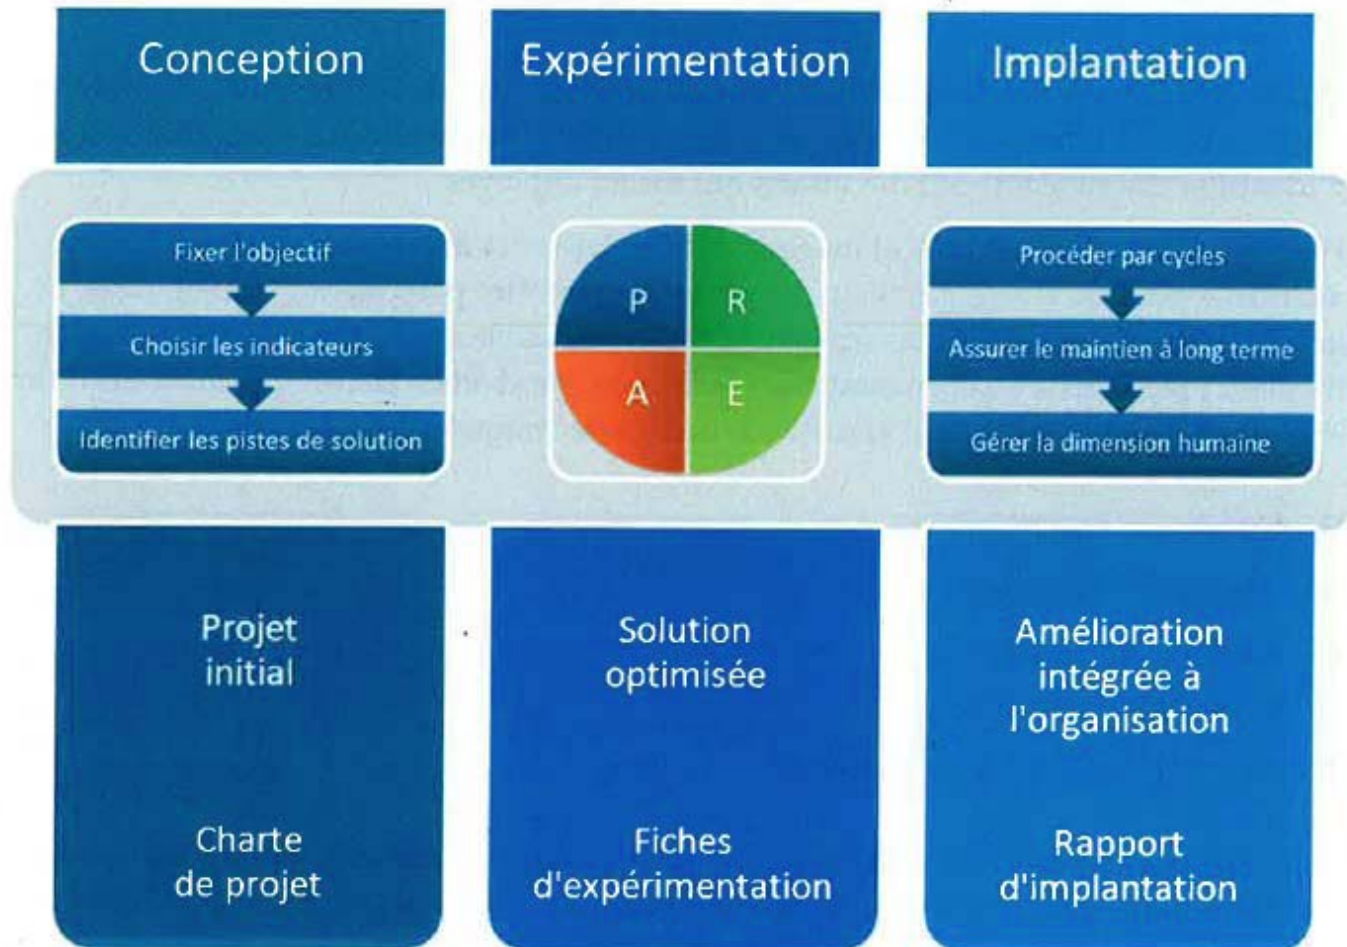 Conception
Expérimentation
Implantation
Fixer l'objectif
Choisir les indicateurs
Identifier les pistes de solution
P
R
A
E
Procéder par cycles
Assurer le maintien à long terme
Gérer la dimension humaine
Projet
initial
Solution
optimisée
Amélioration
intégrée à
l'organisation
Charte
de projet
Fiches
d'expérimentation
Rapport
d'implantation